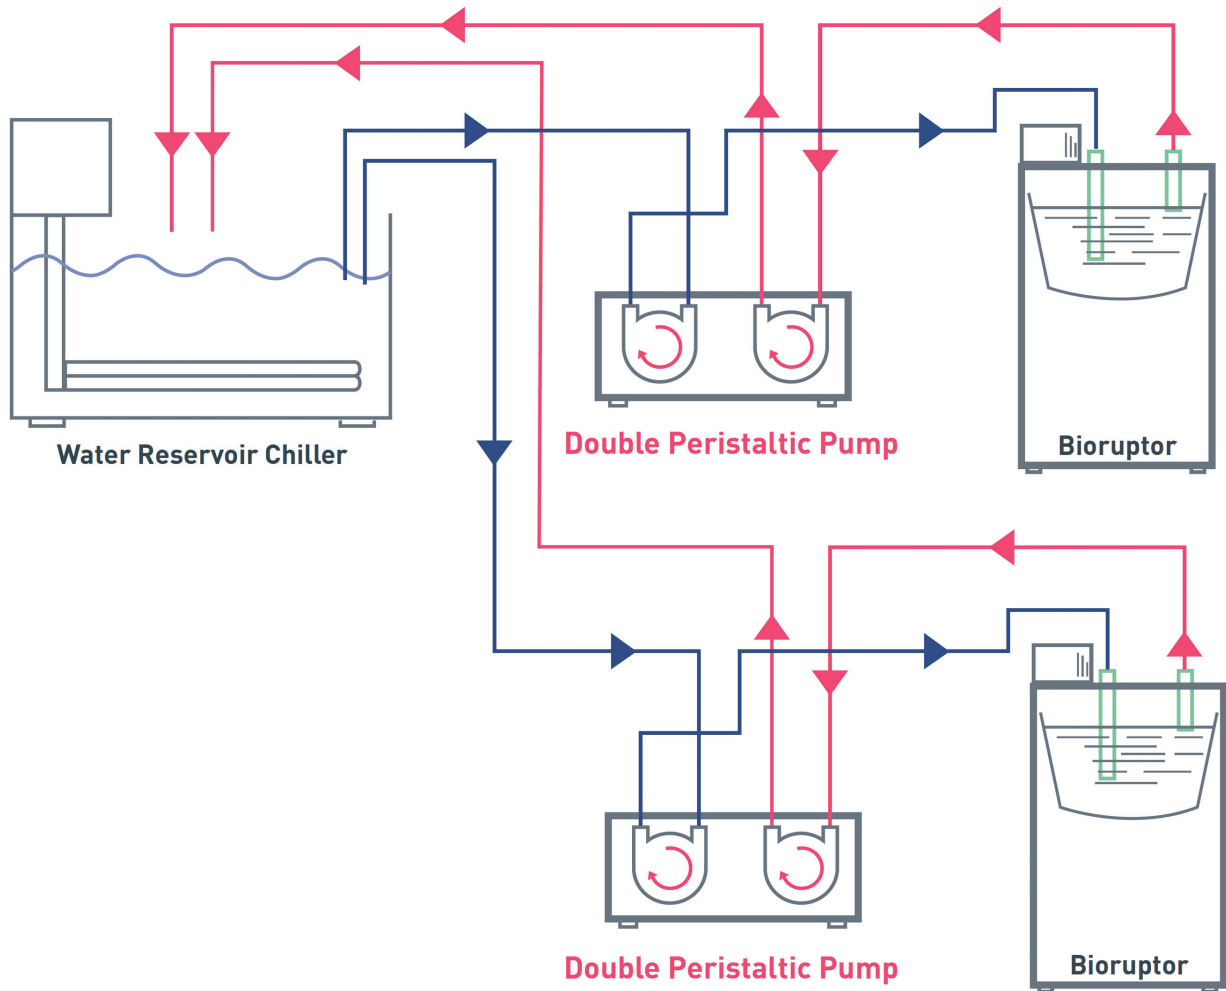 Water Reservoir Chiller
Double Peristaltic Pump
Bioruptor
Double Peristaltic Pump
Bioruptor